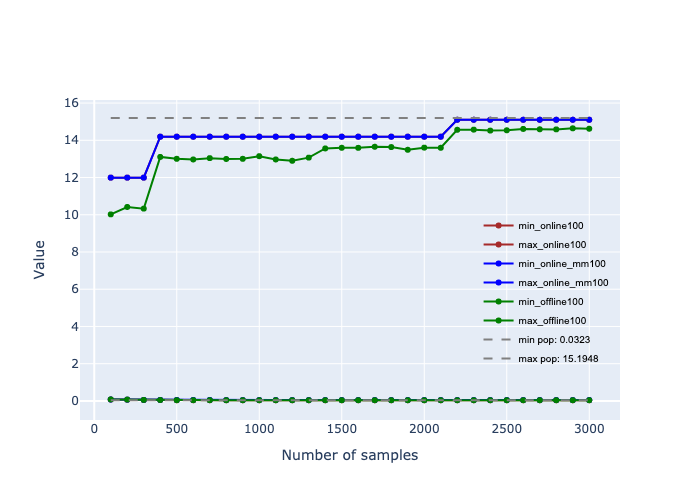 16
14
12
10
8
6
4
2
0
Value
min_online100
max_online100
min_online_mm100
max_online_mm100
min_offline100
max_offline100
min pop: 0.0323
max pop: 15.1948
0 500 1000 1500 2000 2500 3000
Number of samples